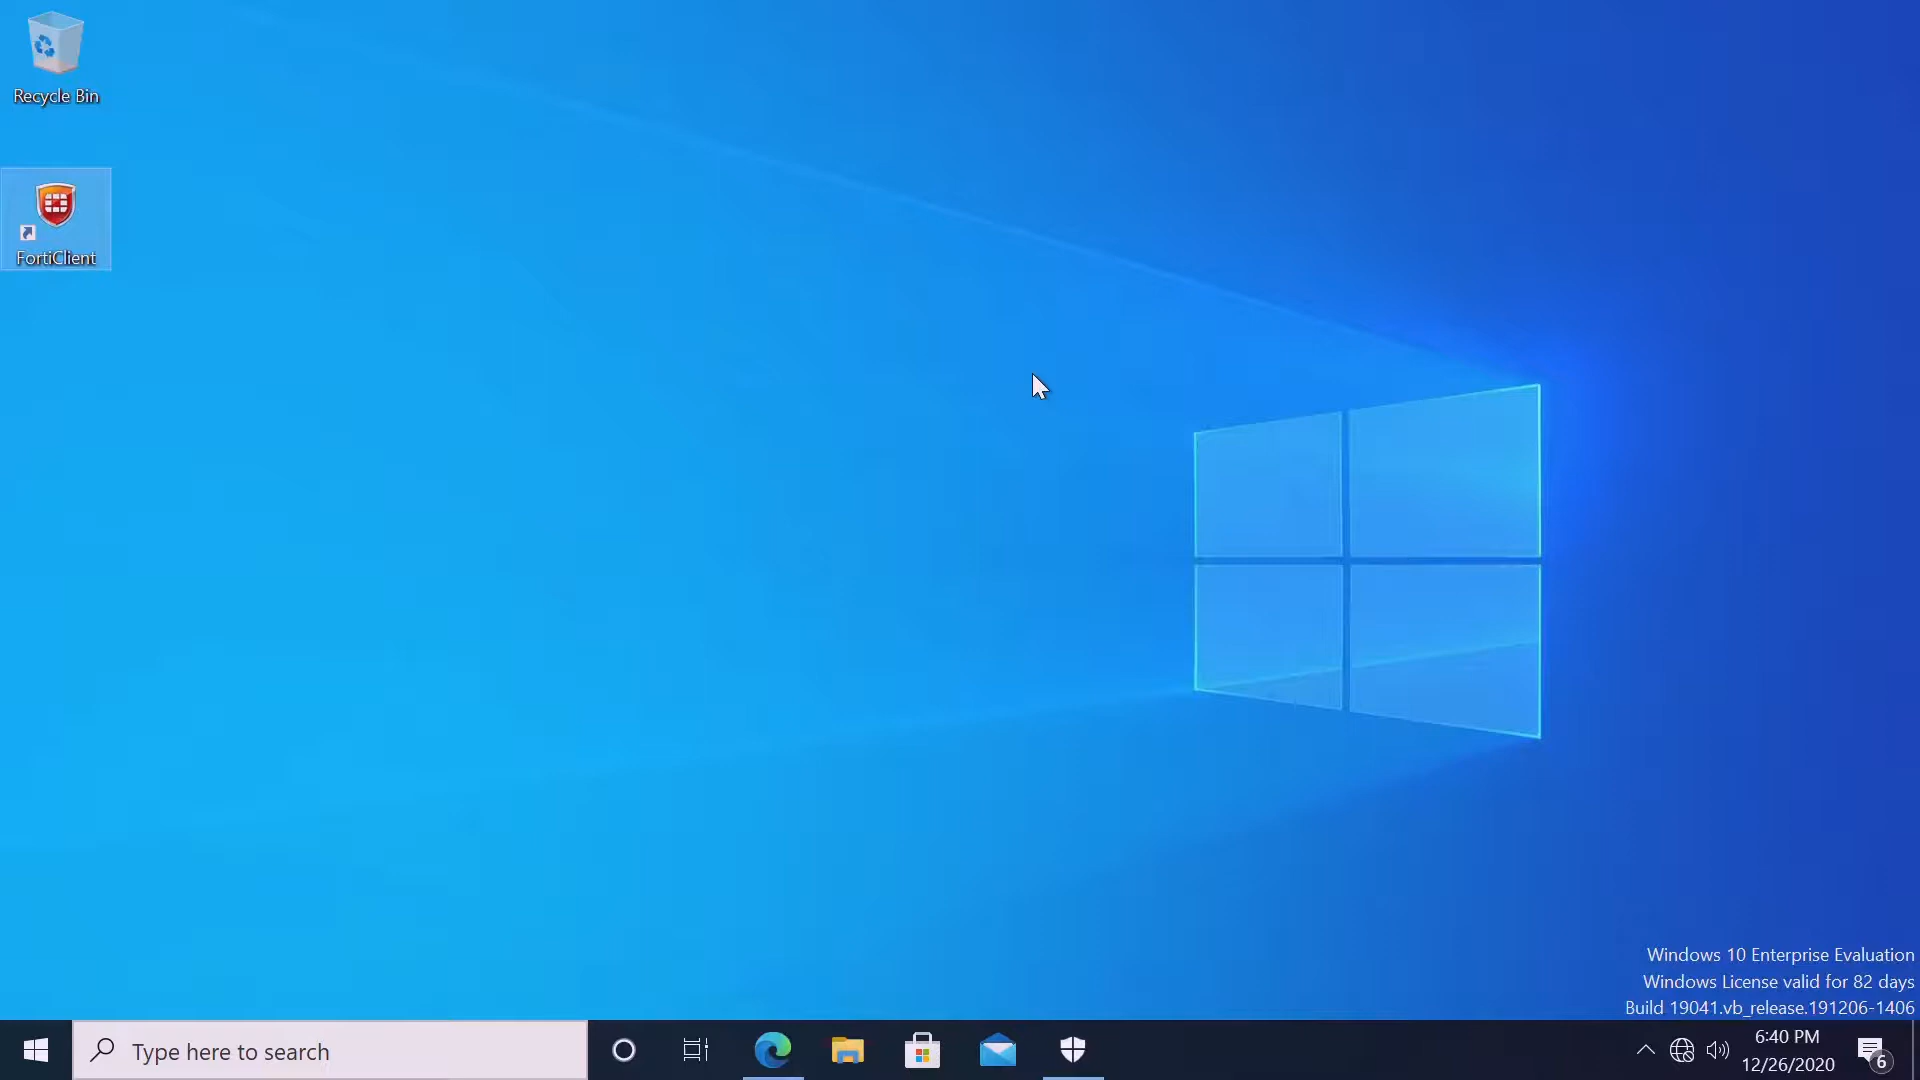 Recycle Bin
FortiClient
Windows 10 Enterprise Evaluation
Windows License valid for 82 days
Build 19041.vb_release.191206-1406
Type here to search
6:40 PM
12/26/2020
6